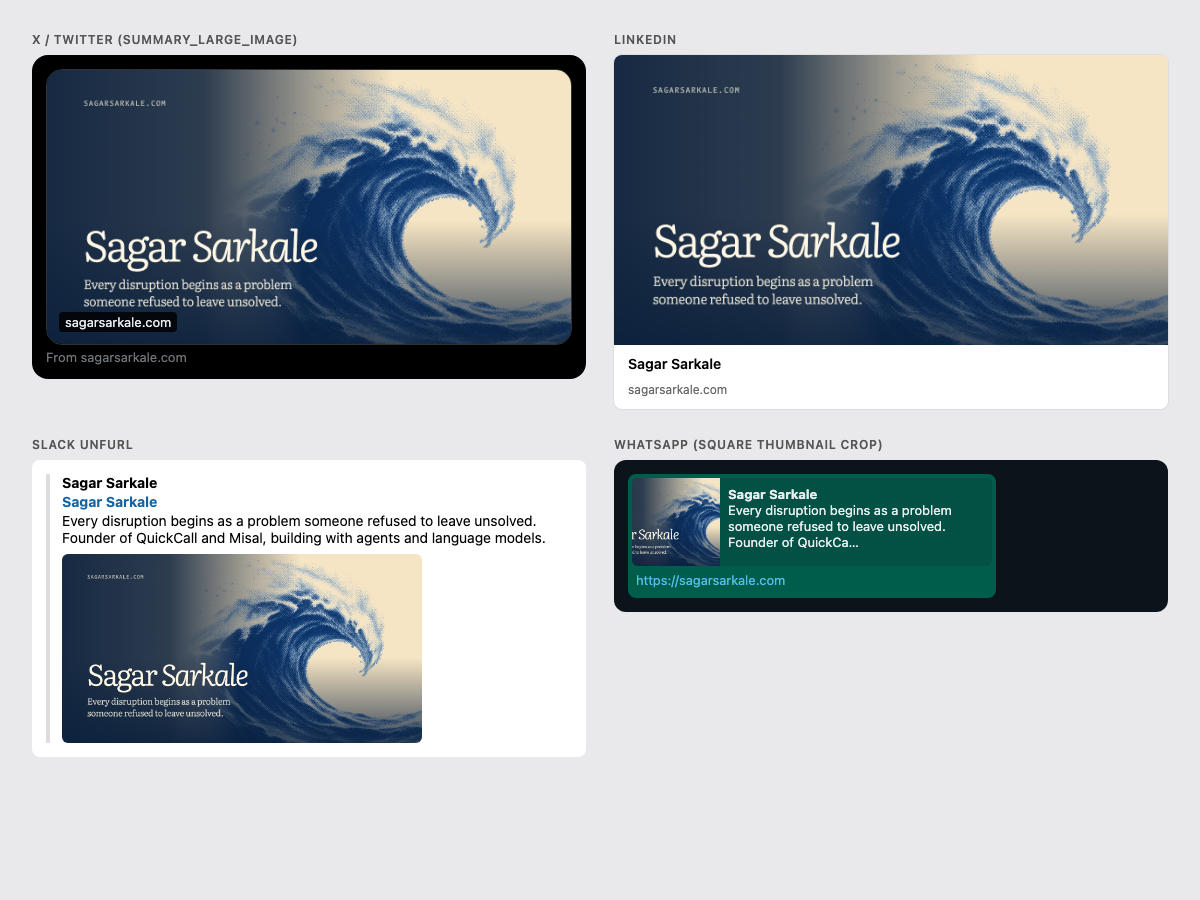 X / TWITTER (SUMMARY_LARGE_IMAGE)
SAGARSARKALE.COM
Sagar Sarkale
Every disruption begins as a problem
someone refused to leave unsolved.
sagarsarkale.com
From sagarsarkale.com
LINKEDIN
SAGARSARKALE.COM
Sagar Sarkale
Every disruption begins as a problem
someone refused to leave unsolved.
Sagar Sarkale
sagarsarkale.com
SLACK UNFURL
Sagar Sarkale
Sagar Sarkale
Every disruption begins as a problem someone refused to leave unsolved.
Founder of QuickCall and Misal, building with agents and language models.
SAGARSARKALE.COM
Sagar Sarkale
Every disruption begins as a problem
someone refused to leave unsolved.
WHATSAPP (SQUARE THUMBNAIL CROP)
r Sarkale
Sagar Sarkale
Every disruption begins as a problem
someone refused to leave unsolved.
Founder of QuickCa...
https://sagarsarkale.com